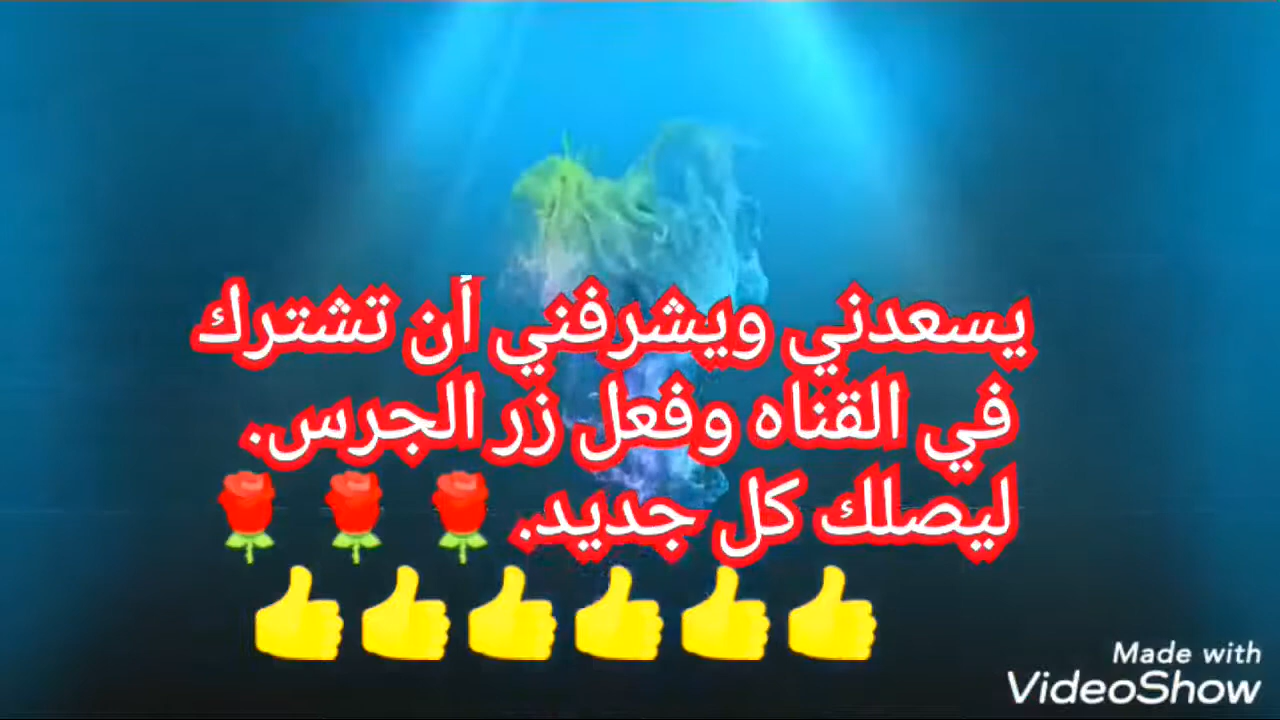 يسعدني ويشرفني أن تشترك
في القناه وفعل زر الجرس.
ليصلك كل جديد. 🌹 🌹 🌹
👍👍👍👍👍👍
Made with
VideoShow